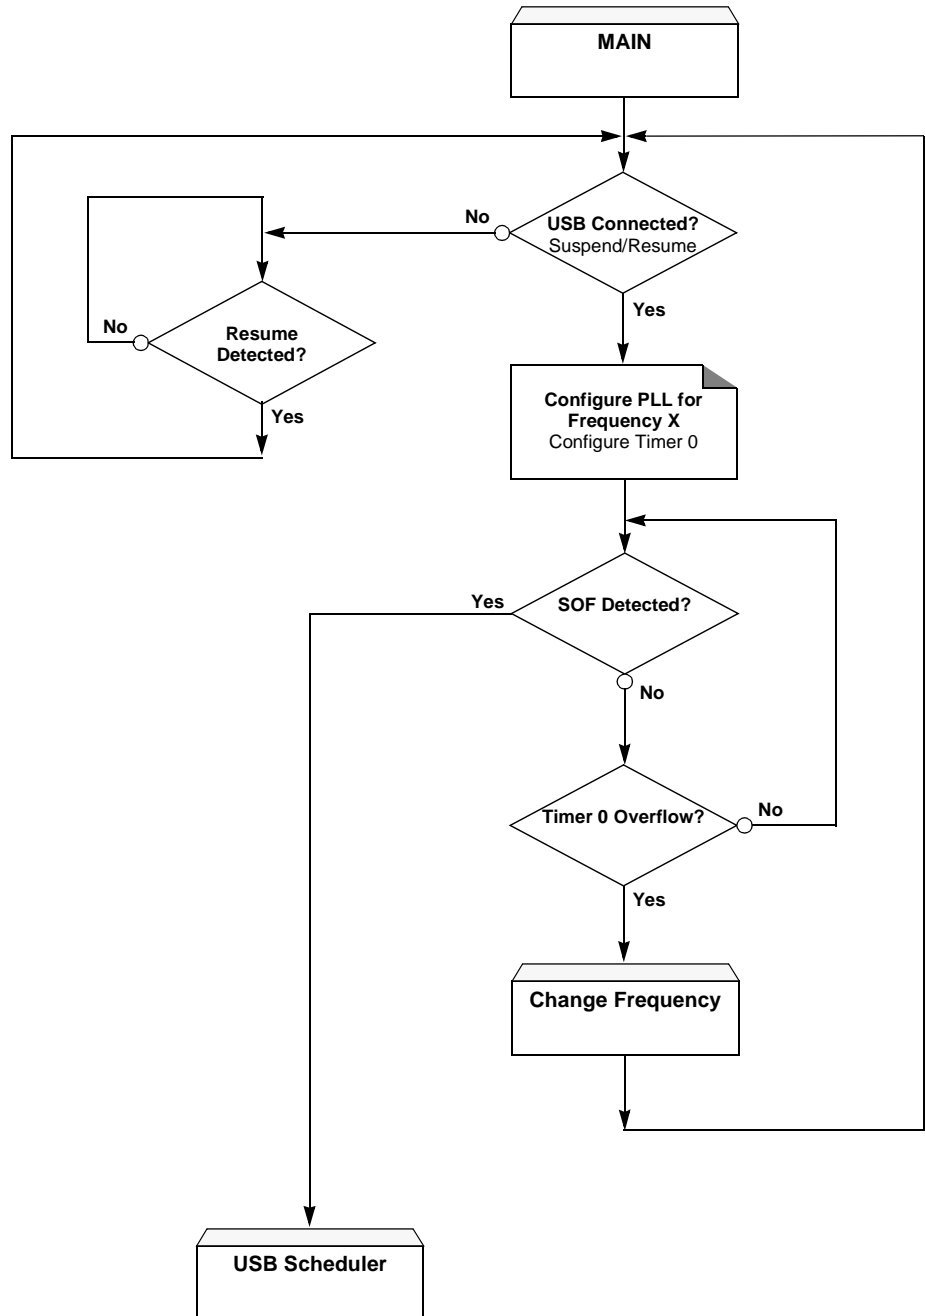 MAIN
No
USB Connected?
Suspend/Resume
Yes
No
Resume
Detected?
Yes
Configure PLL for
Frequency X
Configure Timer 0
Yes
SOF Detected?
No
Timer 0 Overflow?
No
Yes
Change Frequency
USB Scheduler